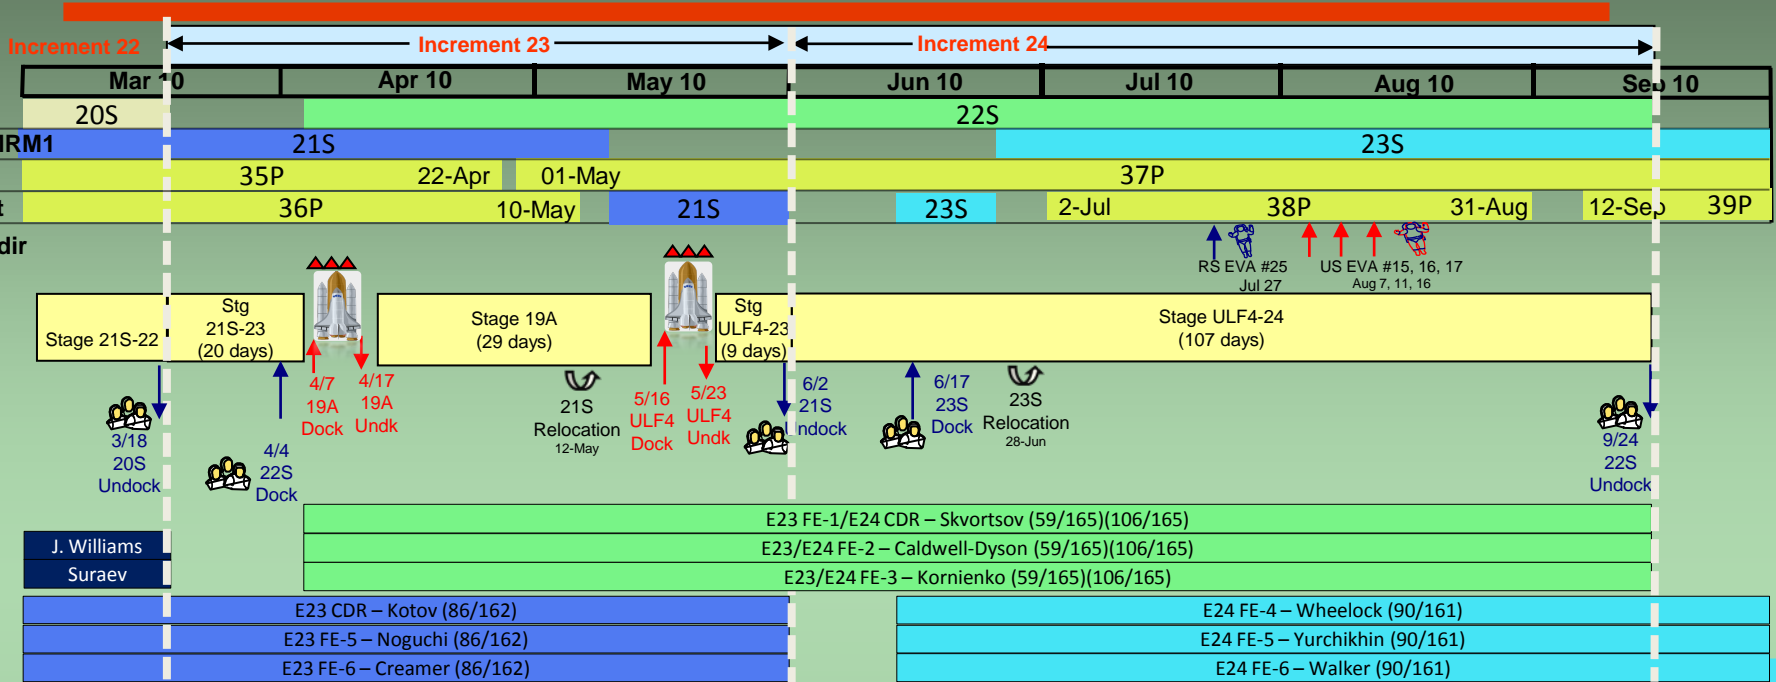 Increment 22
Increment 23
Increment 24
Mar 10
Apr 10
May 10
Jun 10
Jul 10
Aug 10
Sep 10
20S
22S
MRM1
21S
23S
35P
22-Apr
01-May
37P
t
36P
10-May
21S
23S
2-Jul
38P
31-Aug
12-Sep
39P
dir
RS EVA #25
Jul 27
US EVA #15, 16, 17
Aug 7, 11, 16
Stage 21S-22
Stg
21S-23
(20 days)
Stage 19A
(29 days)
Stg
ULF4-23
(9 days)
Stage ULF4-24
(107 days)
3/18
20S
Undock
4/4
22S
Dock
4/7
19A
Dock
4/17
19A
Undk
21S
Relocation
12-May
5/16
ULF4
Dock
5/23
ULF4
Undk
6/2
21S
Undock
6/17
23S
Dock
23S
Relocation
28-Jun
9/24
22S
Undock
E23 FE-1/E24 CDR – Skvortsov (59/165)(106/165)
J. Williams
E23/E24 FE-2 – Caldwell-Dyson (59/165)(106/165)
Suraev
E23/E24 FE-3 – Kornienko (59/165)(106/165)
E23 CDR – Kotov (86/162)
E24 FE-4 – Wheelock (90/161)
E23 FE-5 – Noguchi (86/162)
E24 FE-5 – Yurchikhin (90/161)
E23 FE-6 – Creamer (86/162)
E24 FE-6 – Walker (90/161)